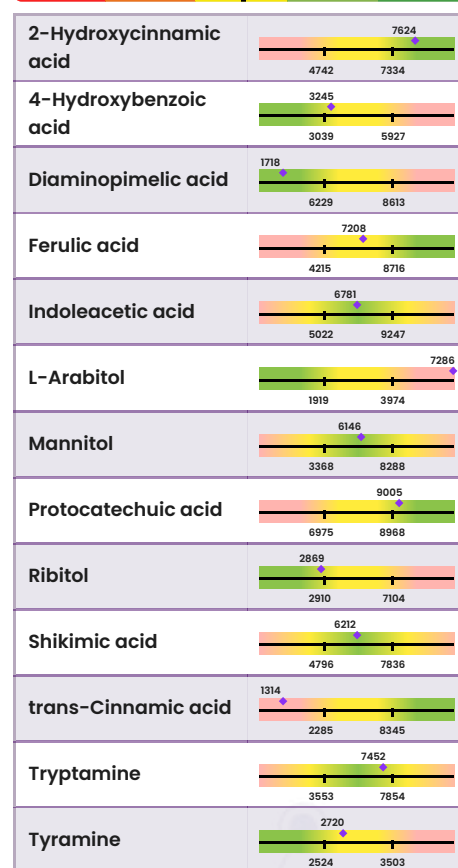 2-Hydroxycinnamic
acid
7624
4742 7334
4-Hydroxybenzoic
acid
3245
3039 5927
Diaminopimelic acid
1718
6229 8613
Ferulic acid
7208
4215 8716
Indoleacetic acid
6781
5022 9247
L-Arabitol
7286
1919 3974
Mannitol
6146
3368 8288
Protocatechuic acid
9005
6975 8968
Ribitol
2869
2910 7104
Shikimic acid
6212
4796 7836
trans-Cinnamic acid
1314
2285 8345
Tryptamine
7452
3553 7854
Tyramine
2720
2524 3503